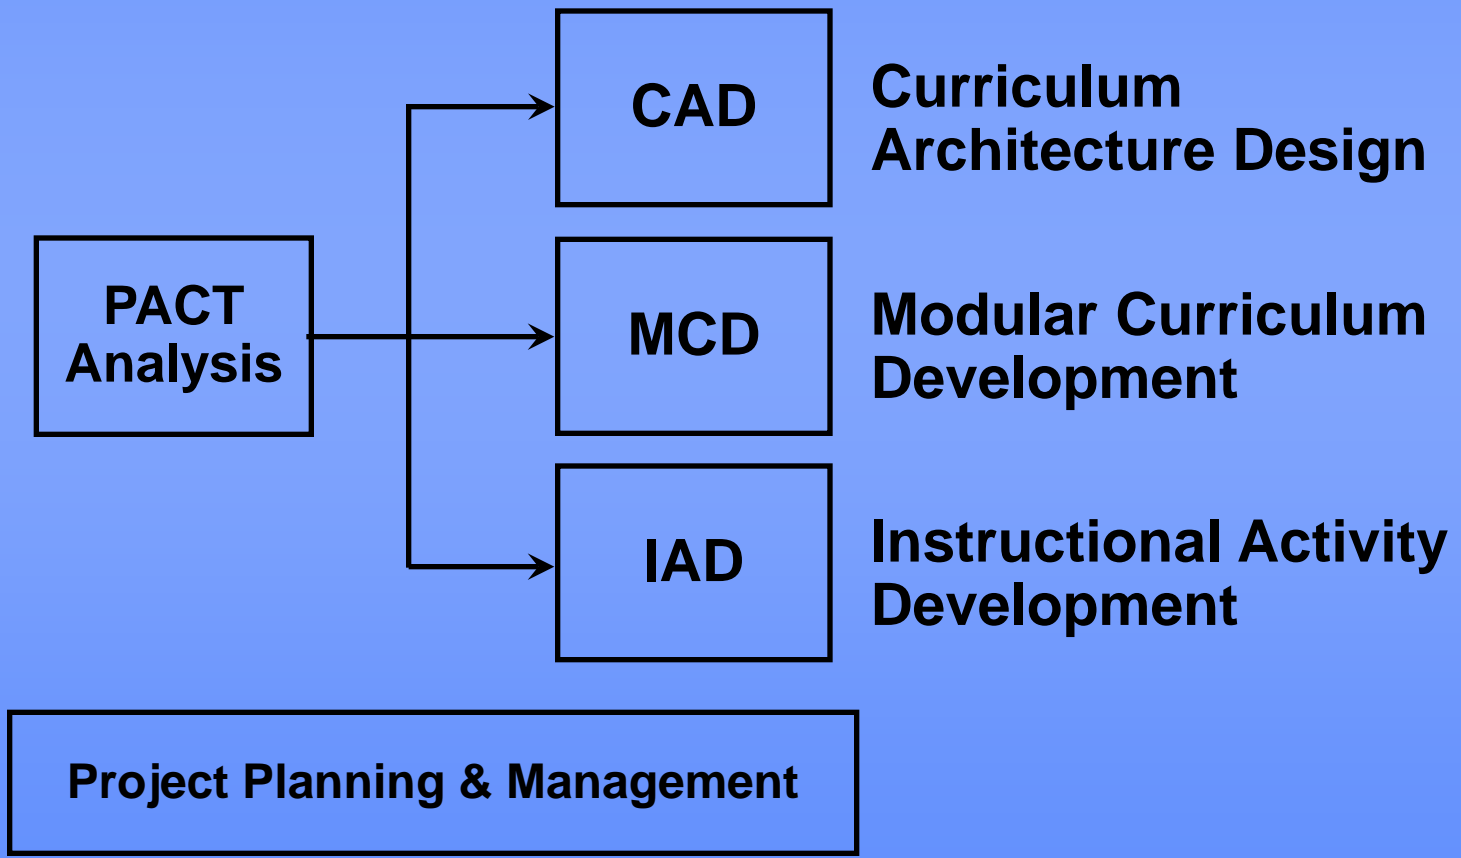 CAD
Curriculum
Architecture Design
PACT
Analysis
MCD
Modular Curriculum
Development
IAD
Instructional Activity
Development
Project Planning & Management